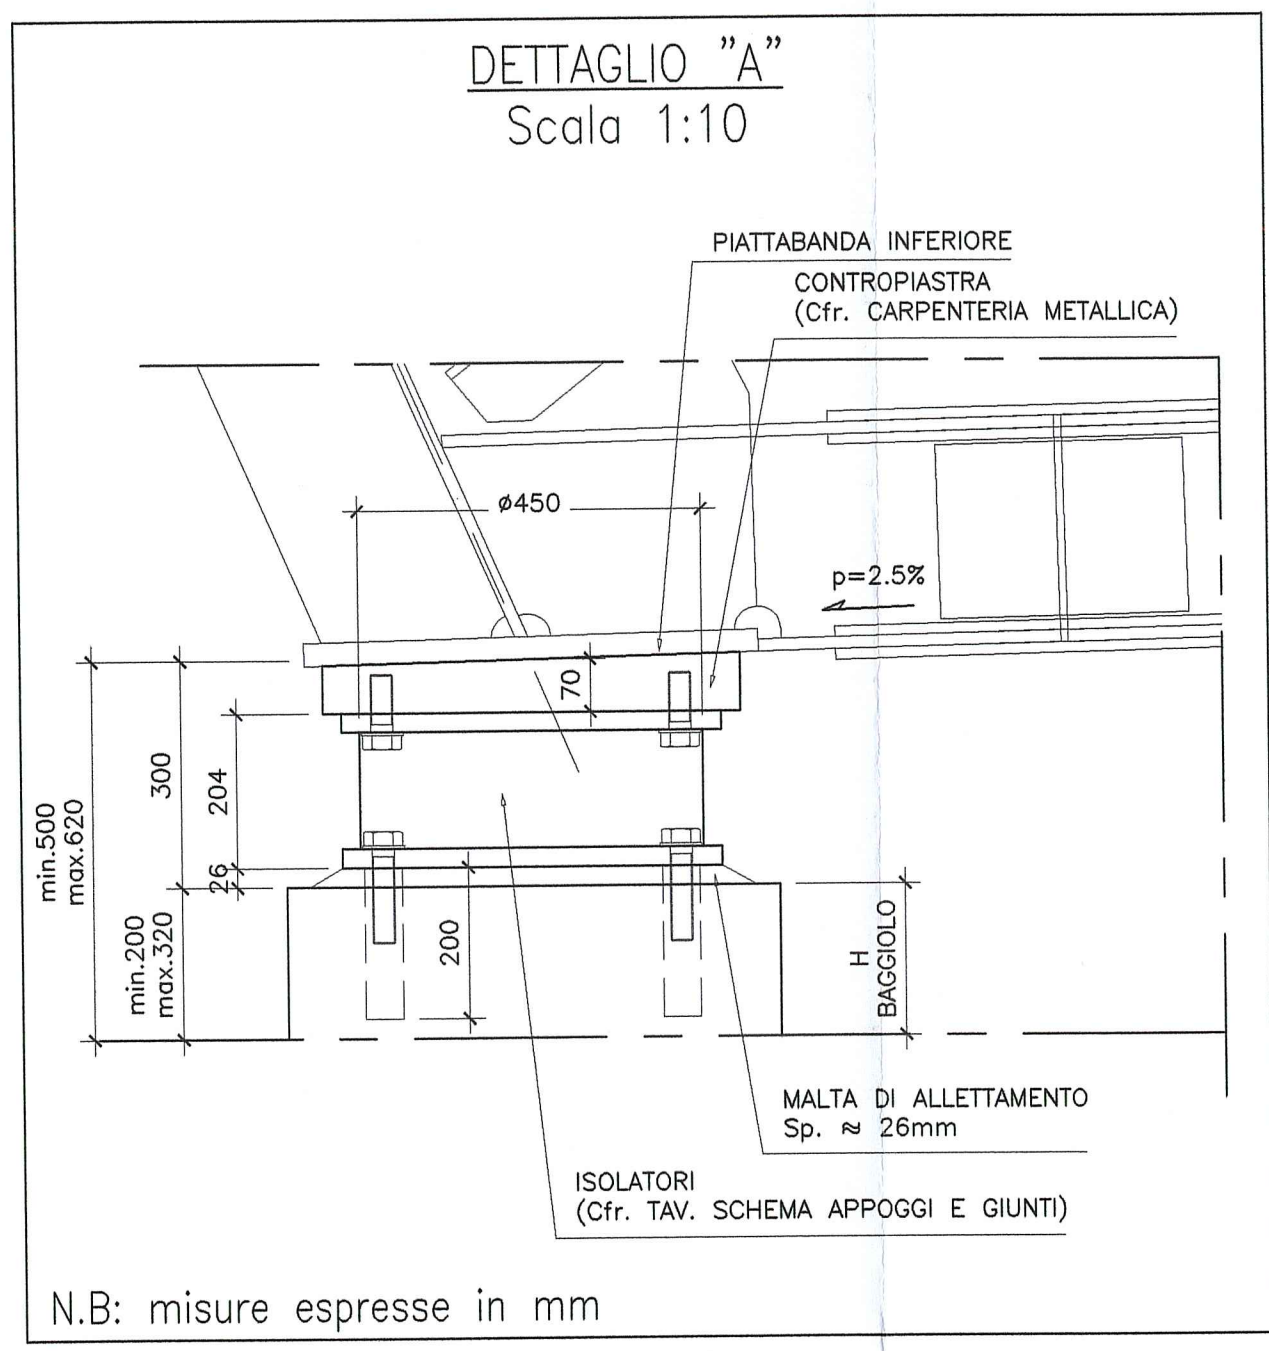 DETTAGLIO "A"
Scala 1:10
PIATTABANDA INFERIORE
CONTROPIASTRA
(Cfr. CARPENTERIA METALLICA)
ø450
p=2.5%
70
300
204
26
min.500
max.620
min.200
max.320
200
H
BAGGIOLO
MALTA DI ALLETTAMENTO
Sp. ≈ 26mm
ISOLATORI
(Cfr. TAV. SCHEMA APPOGGI E GIUNTI)
N.B: misure espresse in mm